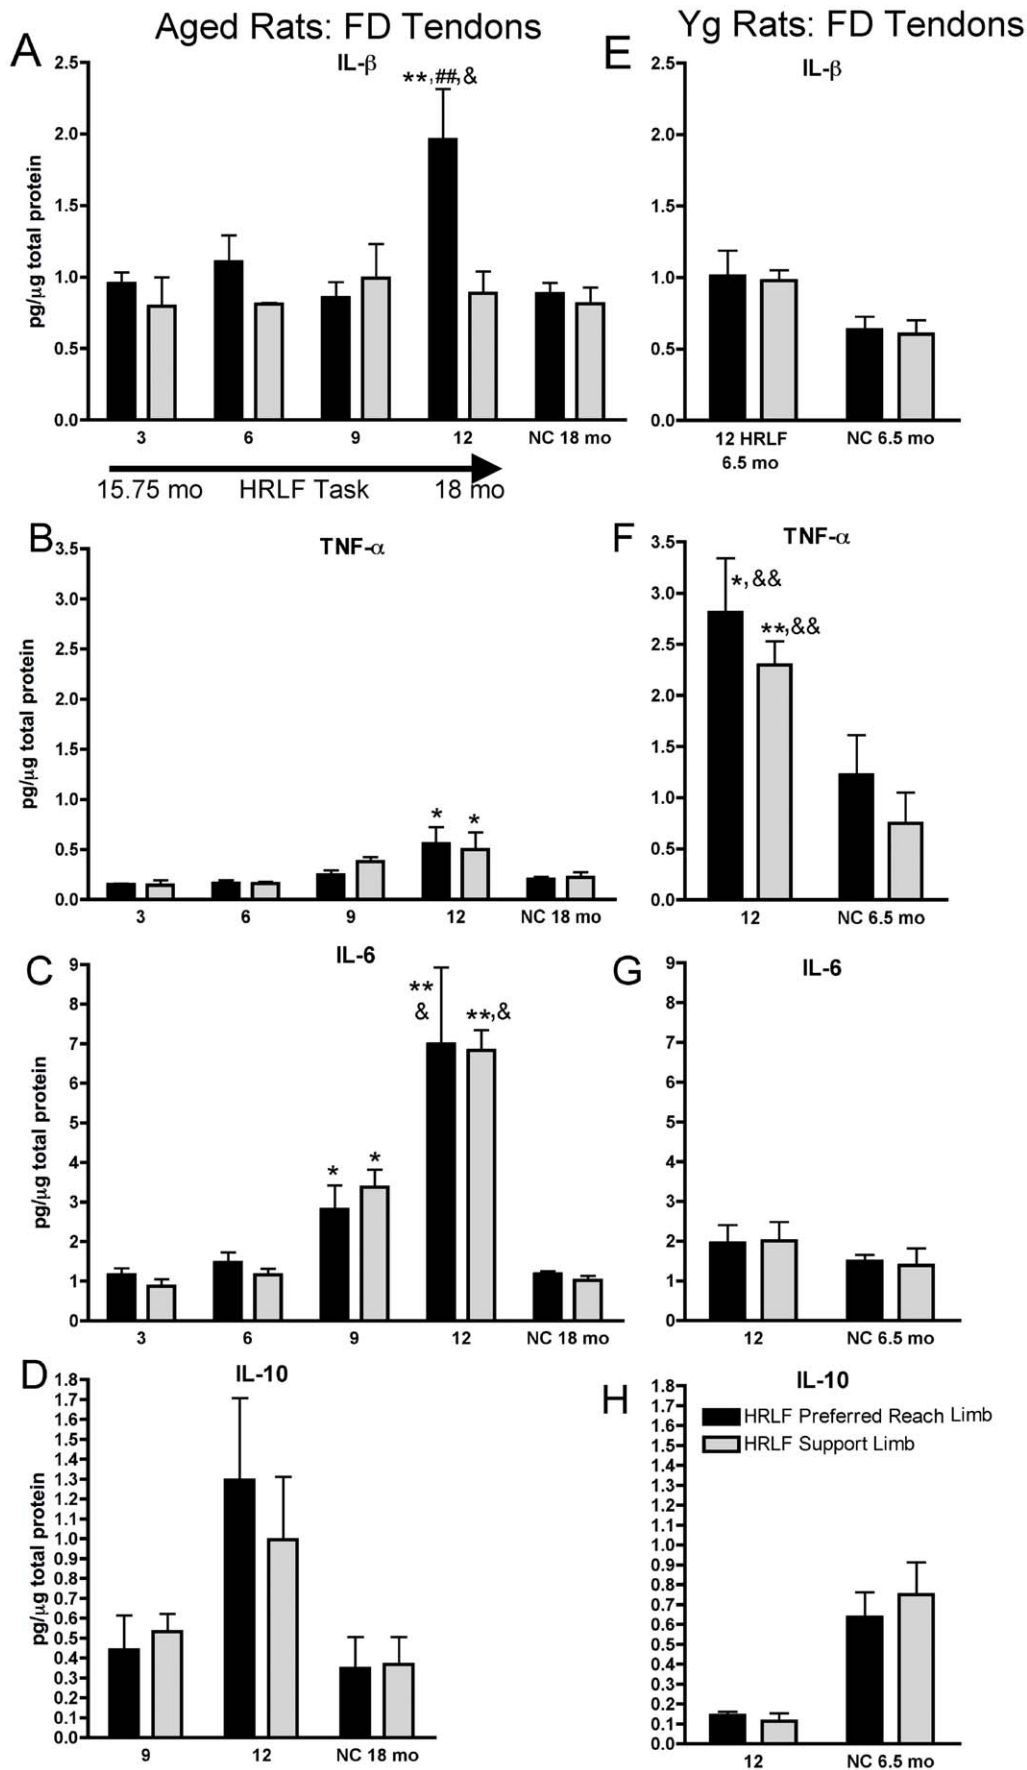 Aged Rats: FD Tendons
Yg Rats: FD Tendons
A
IL-β
pg/µg total protein
2.5
2.0
1.5
1.0
0.5
0.0
**,##,&
3 6 9 12 NC 18 mo
15.75 mo HRLF Task 18 mo
E
IL-β
2.5
2.0
1.5
1.0
0.5
0.0
12 HRLF NC 6.5 mo
6.5 mo
B
TNF-α
pg/µg total protein
3.5
3.0
2.5
2.0
1.5
1.0
0.5
0.0
* *
3 6 9 12 NC 18 mo
F
TNF-α
3.5
3.0
2.5
2.0
1.5
1.0
0.5
0.0
*,&&
**,&&
12 NC 6.5 mo
C
IL-6
pg/µg total protein
9
8
7
6
5
4
3
2
1
0
* *
**
&
**,&
3 6 9 12 NC 18 mo
G
IL-6
9
8
7
6
5
4
3
2
1
0
12 NC 6.5 mo
D
IL-10
pg/µg total protein
1.8
1.7
1.6
1.5
1.4
1.3
1.2
1.1
1.0
0.9
0.8
0.7
0.6
0.5
0.4
0.3
0.2
0.1
0.0
9 12 NC 18 mo
H
IL-10
HRLF Preferred Reach Limb
HRLF Support Limb
1.8
1.7
1.6
1.5
1.4
1.3
1.2
1.1
1.0
0.9
0.8
0.7
0.6
0.5
0.4
0.3
0.2
0.1
0.0
12 NC 6.5 mo